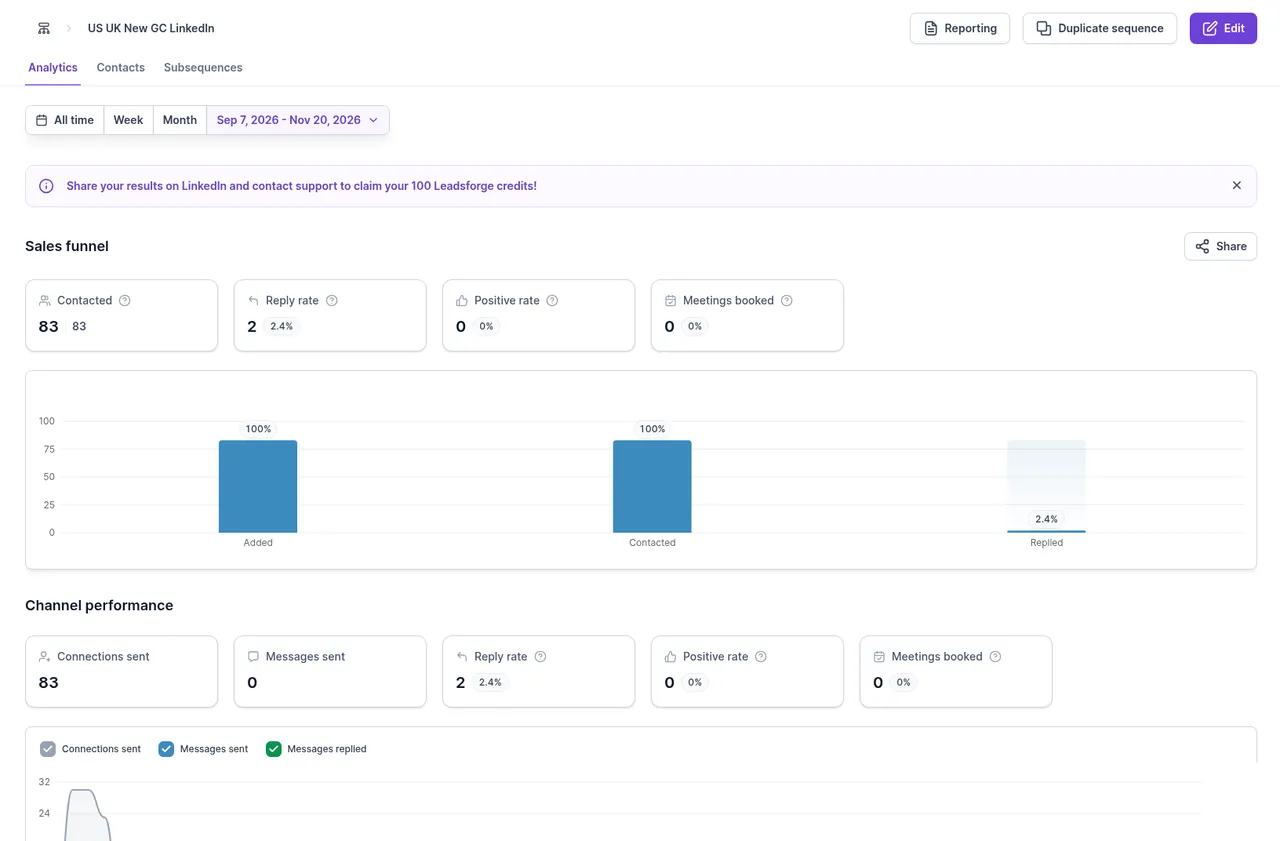 US UK New GC LinkedIn
Reporting
Duplicate sequence
Edit
Analytics Contacts Subsequences
All time Week Month Sep 7, 2026 - Nov 20, 2026
Share your results on LinkedIn and contact support to claim your 100 Leadsforge credits!
Sales funnel
Share
Contacted
83 83
Reply rate
2 2.4%
Positive rate
0 0%
Meetings booked
0 0%
100
75
50
25
0
100%
100%
2.4%
Added
Contacted
Replied
Channel performance
Connections sent
83
Messages sent
0
Reply rate
2 2.4%
Positive rate
0 0%
Meetings booked
0 0%
Connections sent Messages sent Messages replied
32
24